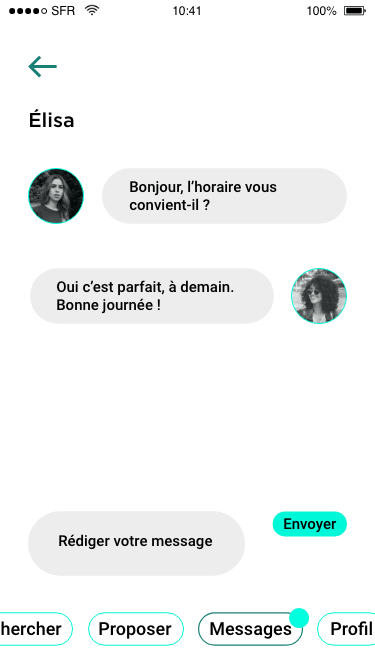 SFR 10:41 100%
Élisa
Bonjour, l’horaire vous
convient-il ?
Oui c’est parfait, à demain.
Bonne journée !
Envoyer
Rédiger votre message
hercher Proposer Messages Profil